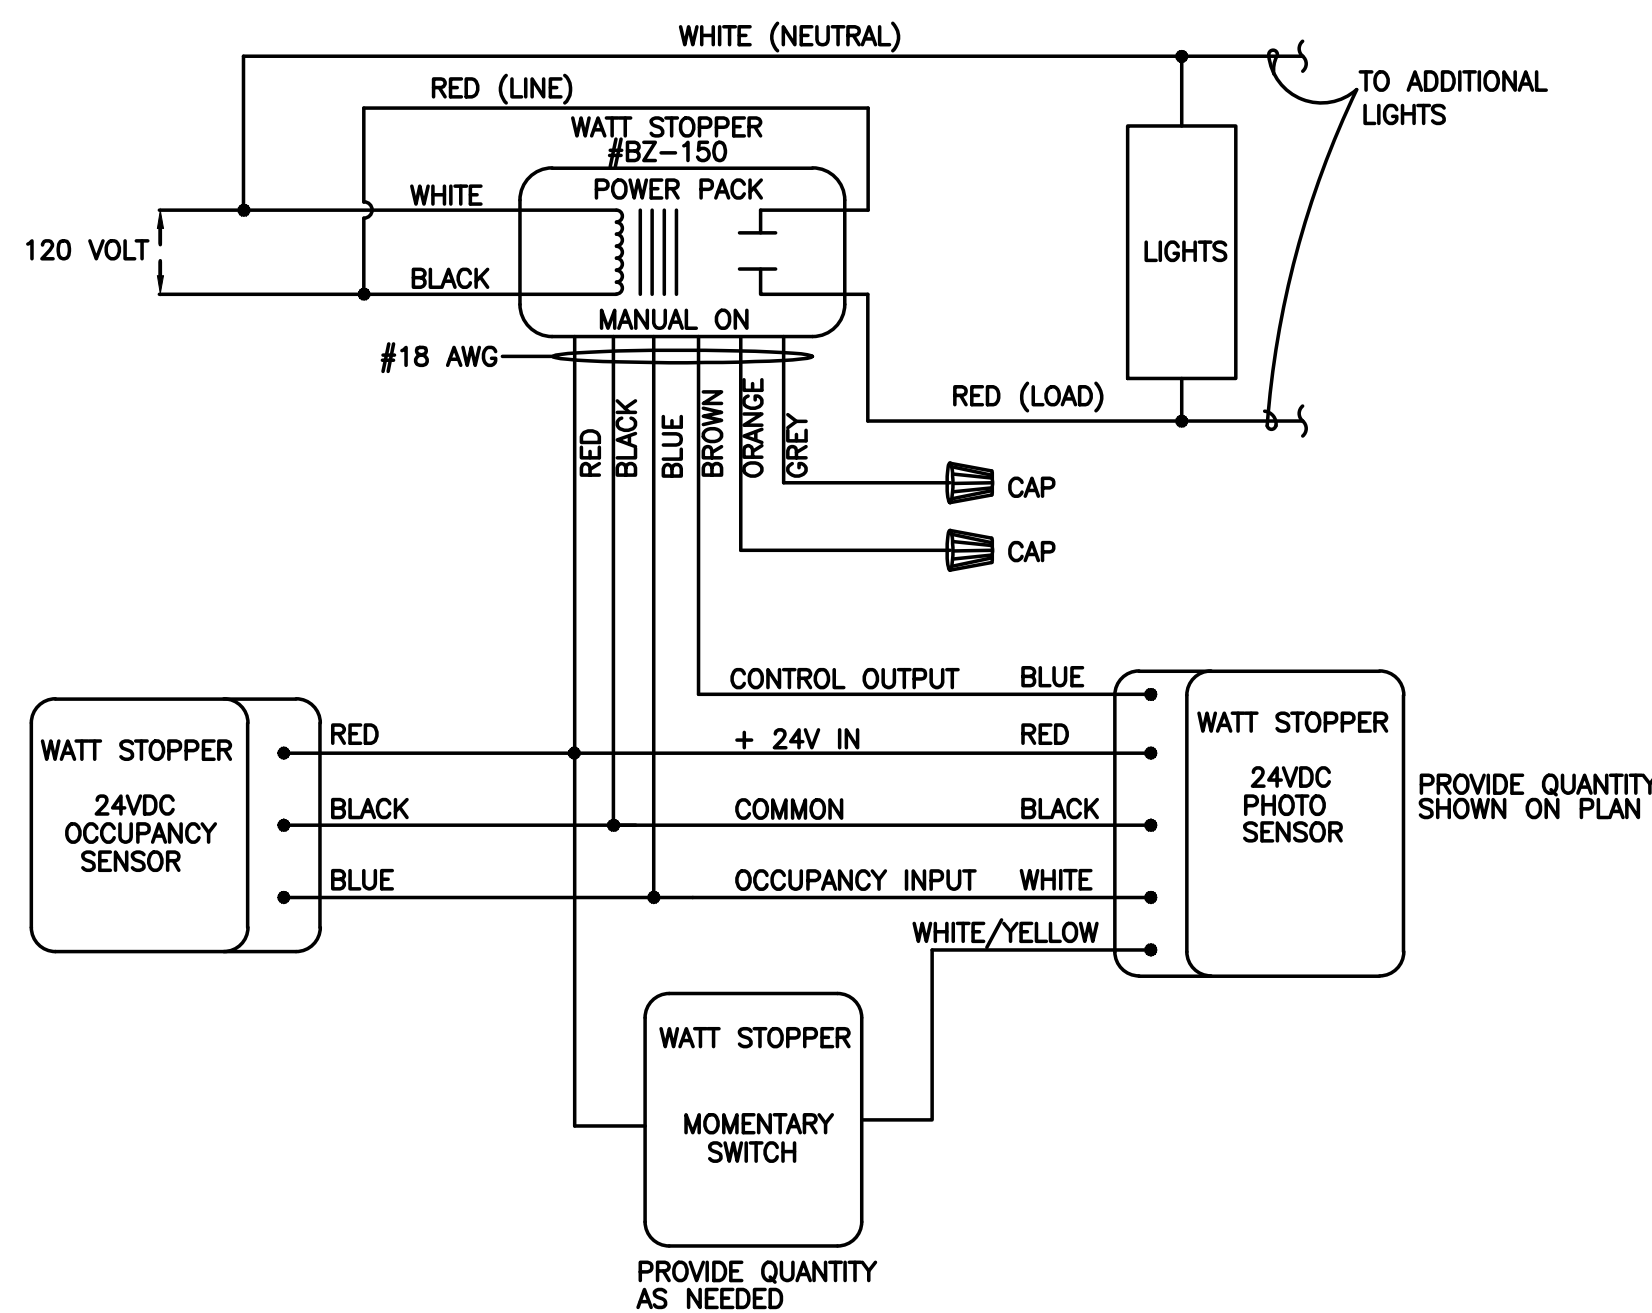 WHITE (NEUTRAL)
RED (LINE)
TO ADDITIONAL
LIGHTS
WATT STOPPER
#BZ-150
POWER PACK
WHITE
120 VOLT
BLACK
MANUAL ON
LIGHTS
#18 AWG
RED (LOAD)
RED
BLACK
BLUE
BROWN
ORANGE
GREY
CAP
CAP
CONTROL OUTPUT BLUE
RED
+ 24V IN RED
BLACK
COMMON BLACK
BLUE
OCCUPANCY INPUT WHITE
WHITE/YELLOW
WATT STOPPER
24VDC
OCCUPANCY
SENSOR
WATT STOPPER
24VDC
PHOTO
SENSOR
PROVIDE QUANTITY
SHOWN ON PLAN
WATT STOPPER
MOMENTARY
SWITCH
PROVIDE QUANTITY
AS NEEDED